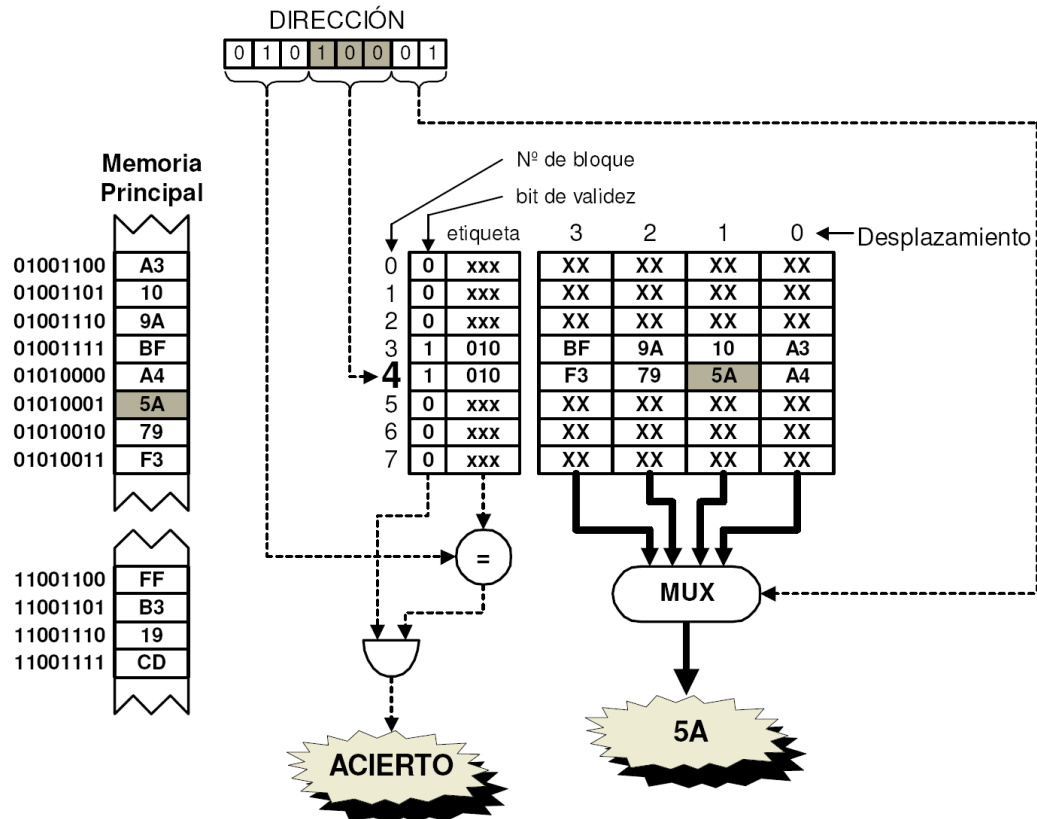 DIRECCIÓN
0 1 0 1 0 0 0 1
Nº de bloque
bit de validez
Memoria
Principal
etiqueta 3 2 1 0 Desplazamiento
01001100 A3
01001101 10
01001110 9A
01001111 BF
01010000 A4
01010001 5A
01010010 79
01010011 F3
0 0 xxx XX XX XX XX
1 0 xxx XX XX XX XX
2 0 xxx XX XX XX XX
3 1 010 BF 9A 10 A3
4 1 010 F3 79 5A A4
5 0 xxx XX XX XX XX
6 0 xxx XX XX XX XX
7 0 xxx XX XX XX XX
=
MUX
11001100 FF
11001101 B3
11001110 19
11001111 CD
5A
ACIERTO